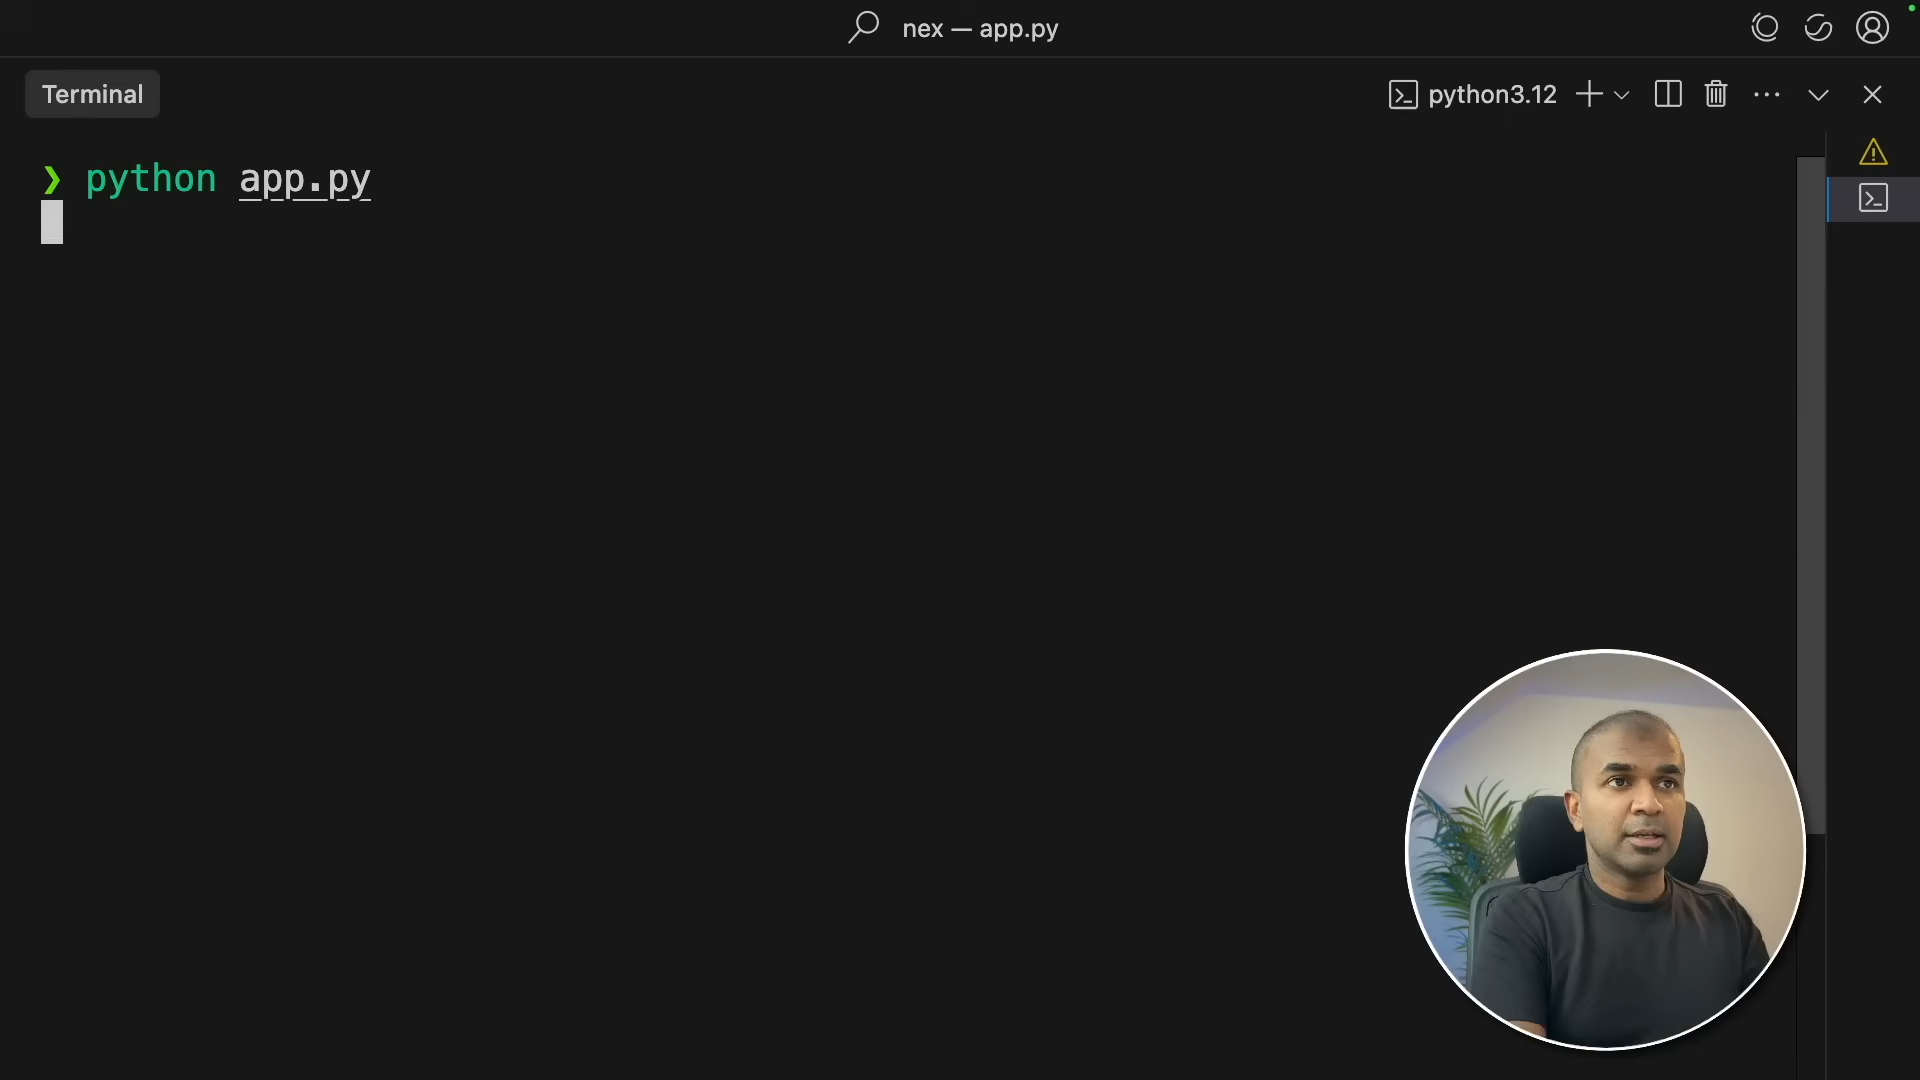 nex — app.py
Terminal
python3.12
❯ python app.py